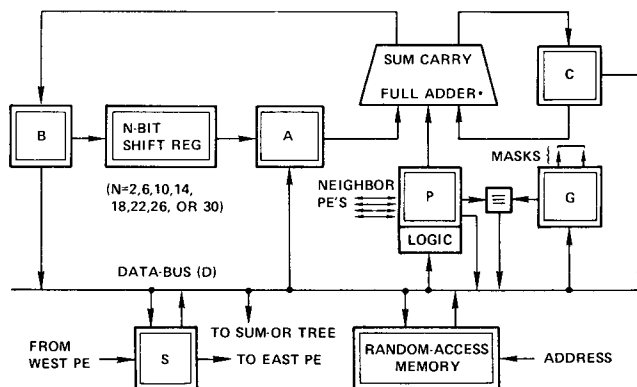 SUM CARRY
FULL ADDER•
C
B
N-BIT
SHIFT REG
A
MASKS
(N=2,6,10,14,
18,22,26, OR 30)
NEIGHBOR
PE'S
P
LOGIC
≡
G
DATA-BUS (D)
FROM
WEST PE
S
TO SUM-OR TREE
TO EAST PE
RANDOM-ACCESS
MEMORY
ADDRESS